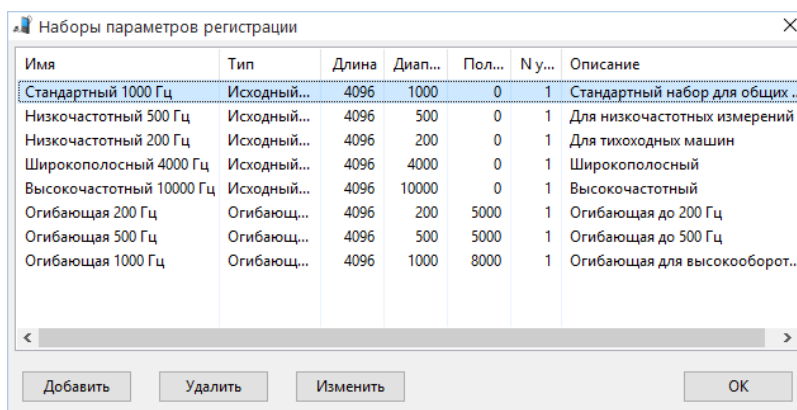 Наборы параметров регистрации
Имя Тип Длина Диап... Пол... N у... Описание
Стандартный 1000 Гц Исходный... 4096 1000 0 1 Стандартный набор для общих ...
Низкочастотный 500 Гц Исходный... 4096 500 0 1 Для низкочастотных измерений
Низкочастотный 200 Гц Исходный... 4096 200 0 1 Для тихоходных машин
Широкополосный 4000 Гц Исходный... 4096 4000 0 1 Широкополосный
Высокочастотный 10000 Гц Исходный... 4096 10000 0 1 Высокочастотный
Огибающая 200 Гц Огибающ... 4096 200 5000 1 Огибающая до 200 Гц
Огибающая 500 Гц Огибающ... 4096 500 5000 1 Огибающая до 500 Гц
Огибающая 1000 Гц Огибающ... 4096 1000 8000 1 Огибающая для высокооборот...
Добавить Удалить Изменить OK